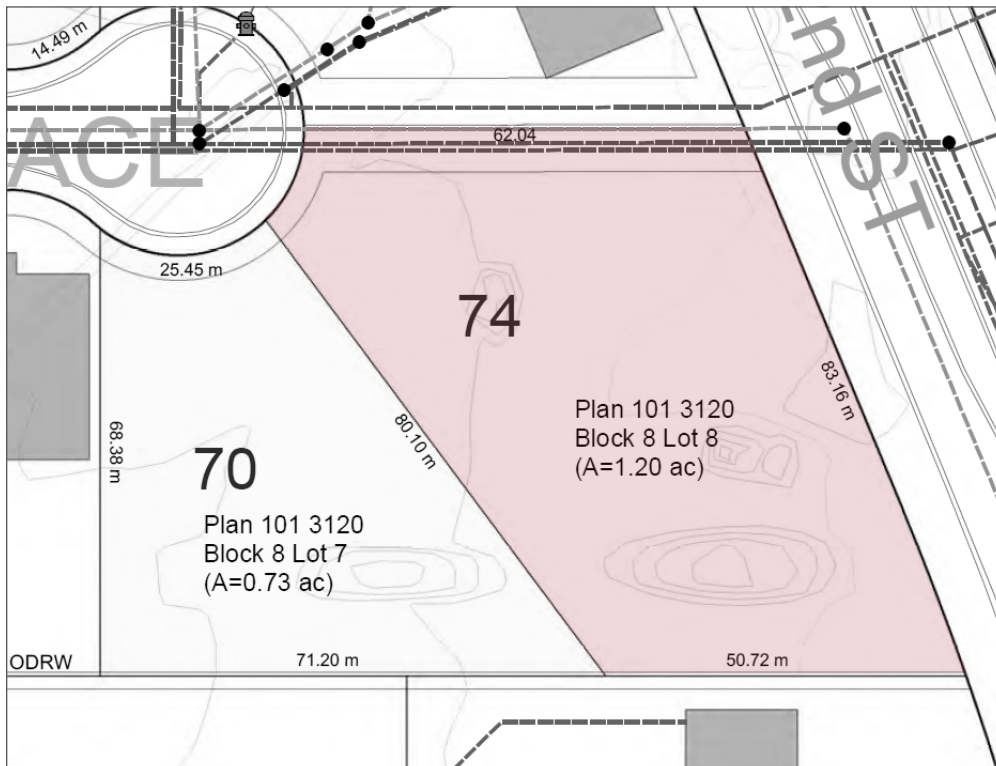 14.49 m
nd ST
62.04
ACE
25.45 m
74
83.16 m
Plan 101 3120
Block 8 Lot 8
(A=1.20 ac)
80.10 m
68.38 m
70
Plan 101 3120
Block 8 Lot 7
(A=0.73 ac)
ODRW
71.20 m
50.72 m